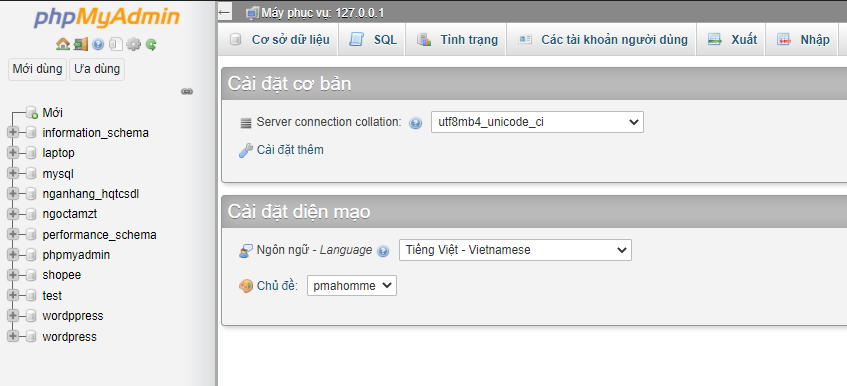 phpMyAdmin
Mới dùng Ưa dùng
Mới
information_schema
laptop
mysql
nganhang_hqtcsdl
ngoctamzt
performance_schema
phpmyadmin
shopee
test
wordppress
wordpress
Máy phục vụ: 127.0.0.1
Cơ sở dữ liệu SQL Tình trạng Các tài khoản người dùng Xuất Nhập
Cài đặt cơ bản
Server connection collation: utf8mb4_unicode_ci
Cài đặt thêm
Cài đặt diện mạo
Ngôn ngữ - Language Tiếng Việt - Vietnamese
Chủ đề: pmahomme